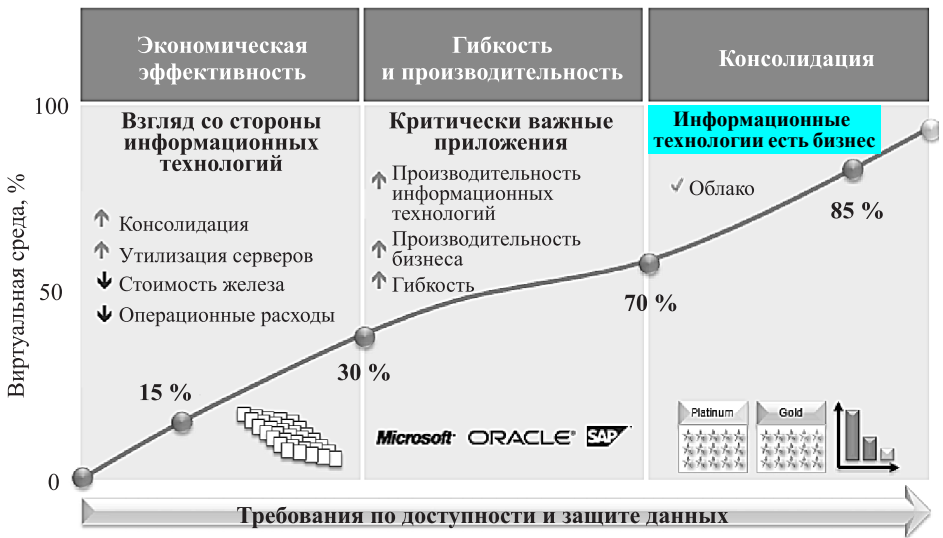 Экономическая
эффективность
Гибкость
и производительность
Консолидация
Виртуальная среда, %
100
50
0
Взгляд со стороны
информационных
технологий
Консолидация
Утилизация серверов
Стоимость железа
Операционные расходы
15 %
30 %
Критически важные
приложения
Производительность
информационных
технологий
Производительность
бизнеса
Гибкость
70 %
Microsoft
ORACLE
SAP
Информационные
технологии есть бизнес
Облако
85 %
Platinum
Gold
Требования по доступности и защите данных